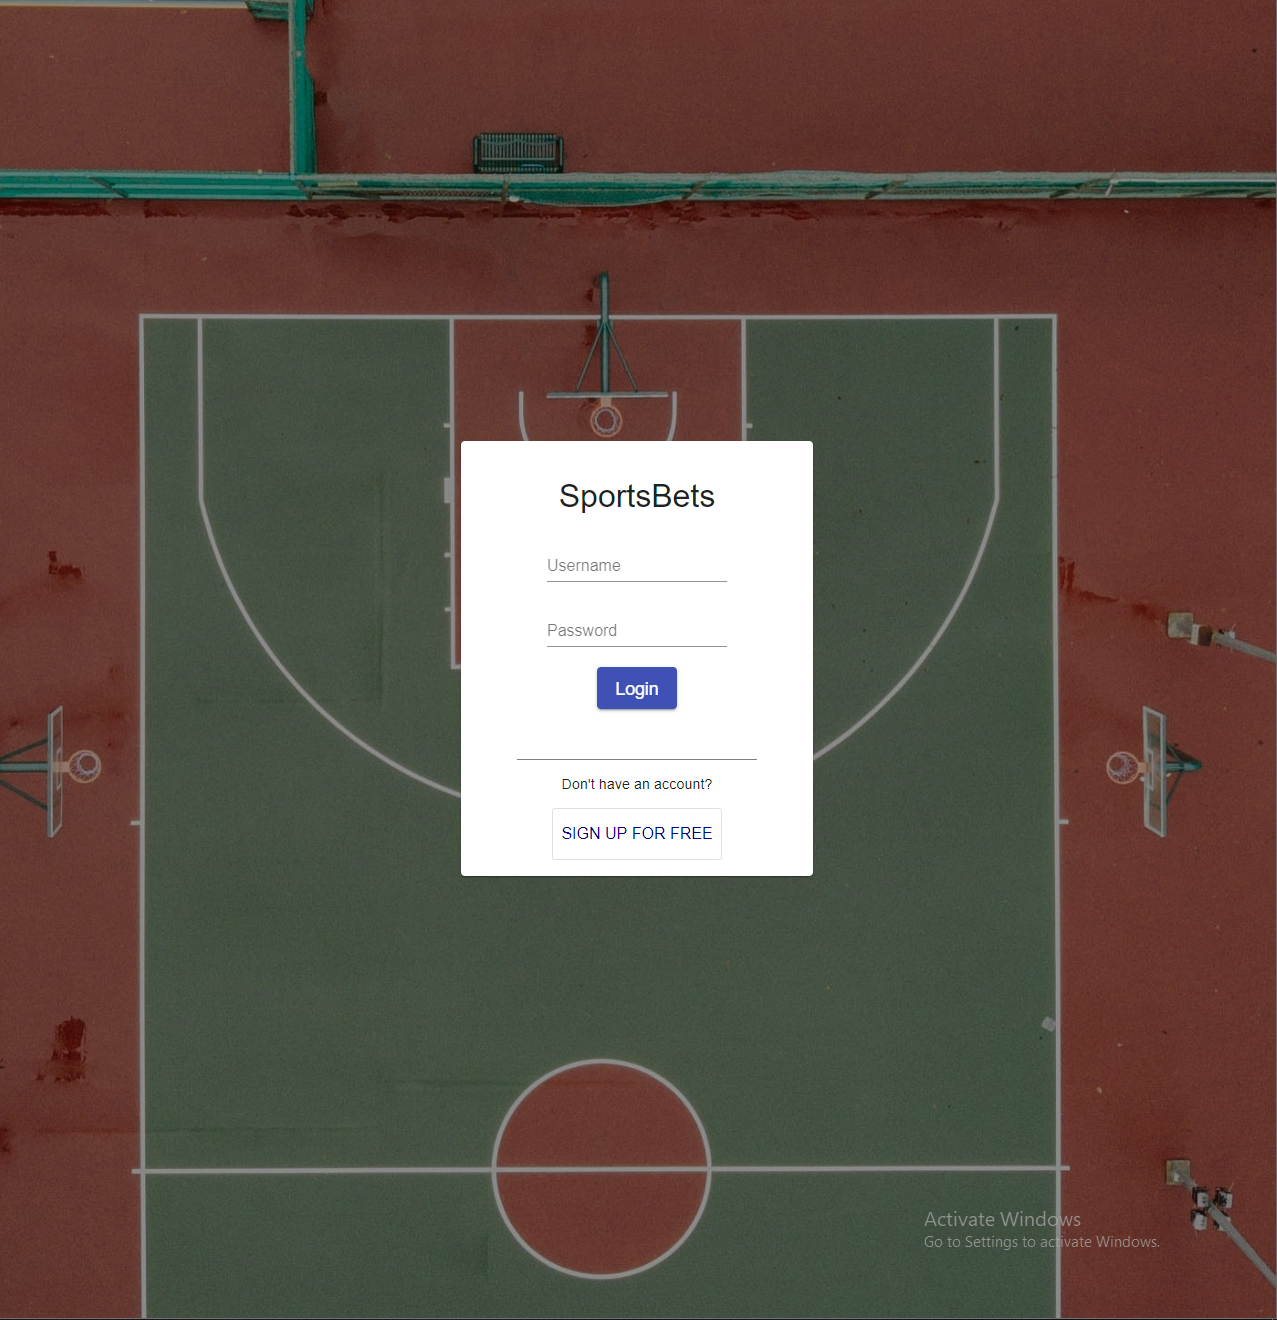 SportsBets
Username
Password
Login
Don't have an account?
SIGN UP FOR FREE
Activate Windows
Go to Settings to activate Windows.